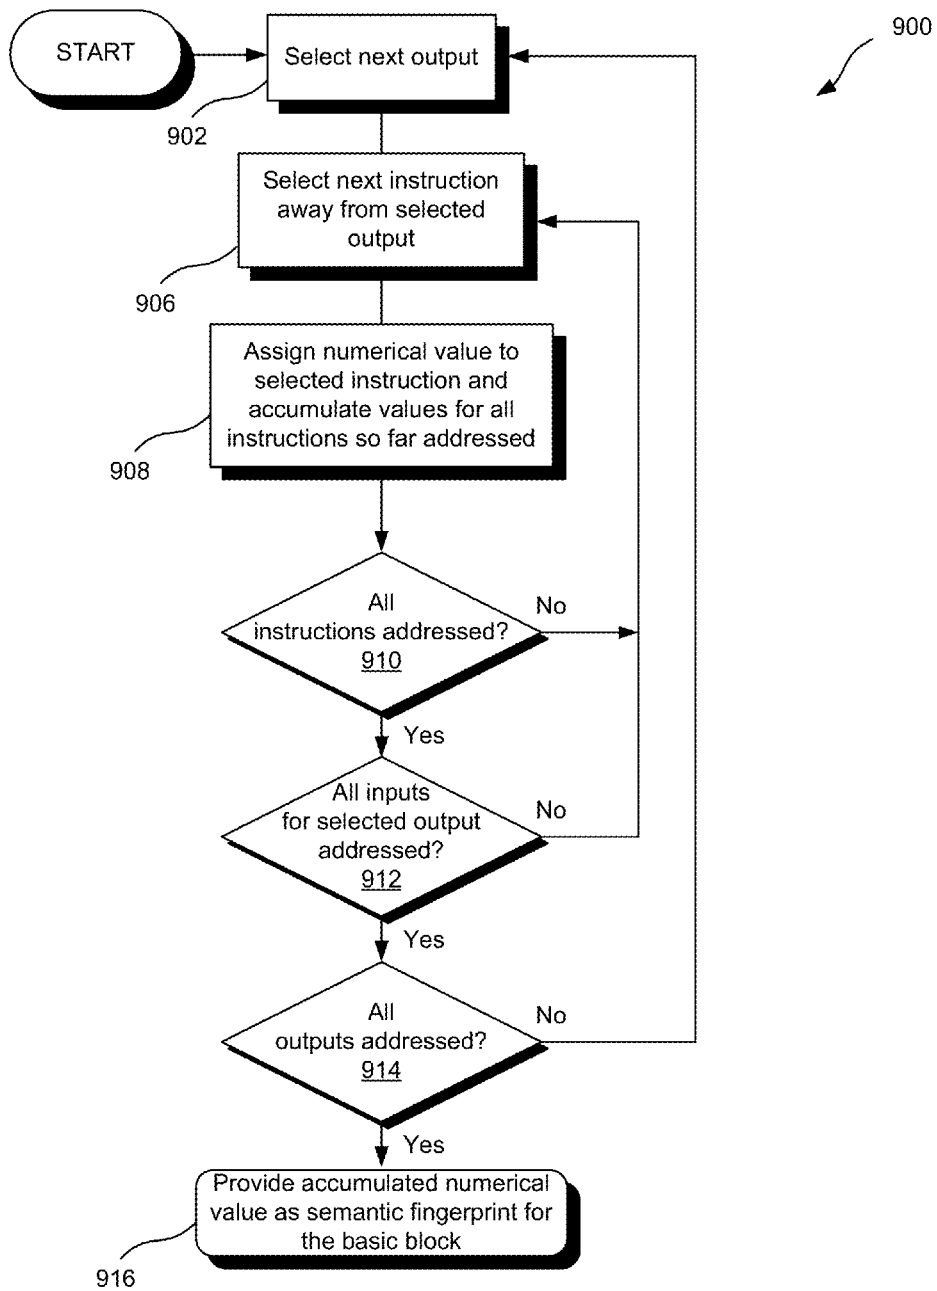 START
Select next output
900
902
Select next instruction
away from selected
output
906
Assign numerical value to
selected instruction and
accumulate values for all
instructions so far addressed
908
All
instructions addressed?
910
No
Yes
All inputs
for selected output
addressed?
912
No
Yes
All
outputs addressed?
914
No
Yes
Provide accumulated numerical
value as semantic fingerprint for
the basic block
916